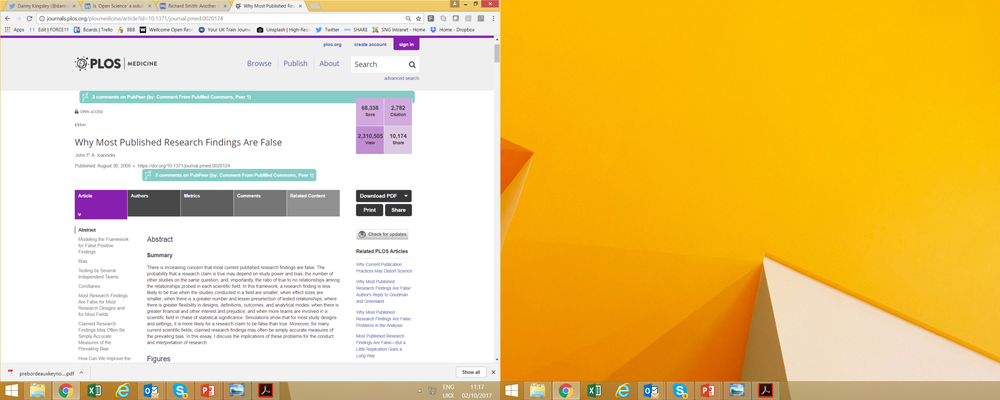 Danny Kingsley (@danny
Is 'Open Science' a soluti
Richard Smith: Another s
Why Most Published Res
journals.plos.org/plosmedicine/article?id=10.1371/journal.pmed.0020124
Apps 11 Edit | FORCE11 Boards | Trello BBB W Wellcome Open Rese Your UK Train Journe Unsplash | High-Reso Twitter SHARE SNG Intranet - Home Home - Dropbox
plos.org create account sign in
PLOS MEDICINE
Browse Publish About Search
advanced search
3 comments on PubPeer (by: Comment From PubMed Commons, Peer 1)
68,336 2,782
Save Citation
2,310,505 10,174
View Share
OPEN ACCESS
ESSAY
Why Most Published Research Findings Are False
John P. A. Ioannidis
Published: August 30, 2005 • https://doi.org/10.1371/journal.pmed.0020124
3 comments on PubPeer (by: Comment From PubMed Commons, Peer 1)
Article Authors Metrics Comments Related Content
Download PDF
Print Share
Abstract
Modeling the Framework
for False Positive
Findings
Bias
Testing by Several
Independent Teams
Corollaries
Most Research Findings
Are False for Most
Research Designs and
for Most Fields
Claimed Research
Findings May Often Be
Simply Accurate
Measures of the
Prevailing Bias
How Can We Improve the
Abstract
Summary
There is increasing concern that most current published research findings are false. The
probability that a research claim is true may depend on study power and bias, the number of
other studies on the same question, and, importantly, the ratio of true to no relationships among
the relationships probed in each scientific field. In this framework, a research finding is less
likely to be true when the studies conducted in a field are smaller; when effect sizes are
smaller; when there is a greater number and lesser preselection of tested relationships; where
there is greater flexibility in designs, definitions, outcomes, and analytical modes; when there is
greater financial and other interest and prejudice; and when more teams are involved in a
scientific field in chase of statistical significance. Simulations show that for most study designs
and settings, it is more likely for a research claim to be false than true. Moreover, for many
current scientific fields, claimed research findings may often be simply accurate measures of
the prevailing bias. In this essay, I discuss the implications of these problems for the conduct
and interpretation of research.
Figures
Check for updates
Related PLOS Articles
Why Current Publication
Practices May Distort Science
Why Most Published
Research Findings Are False:
Author's Reply to Goodman
and Greenland
Why Most Published
Research Findings Are False:
Problems in the Analysis
Most Published Research
Findings Are False—But a
Little Replication Goes a
Long Way
prebordeauxkeyno....pdf
Show all
ENG 11:17
UKX 02/10/2017